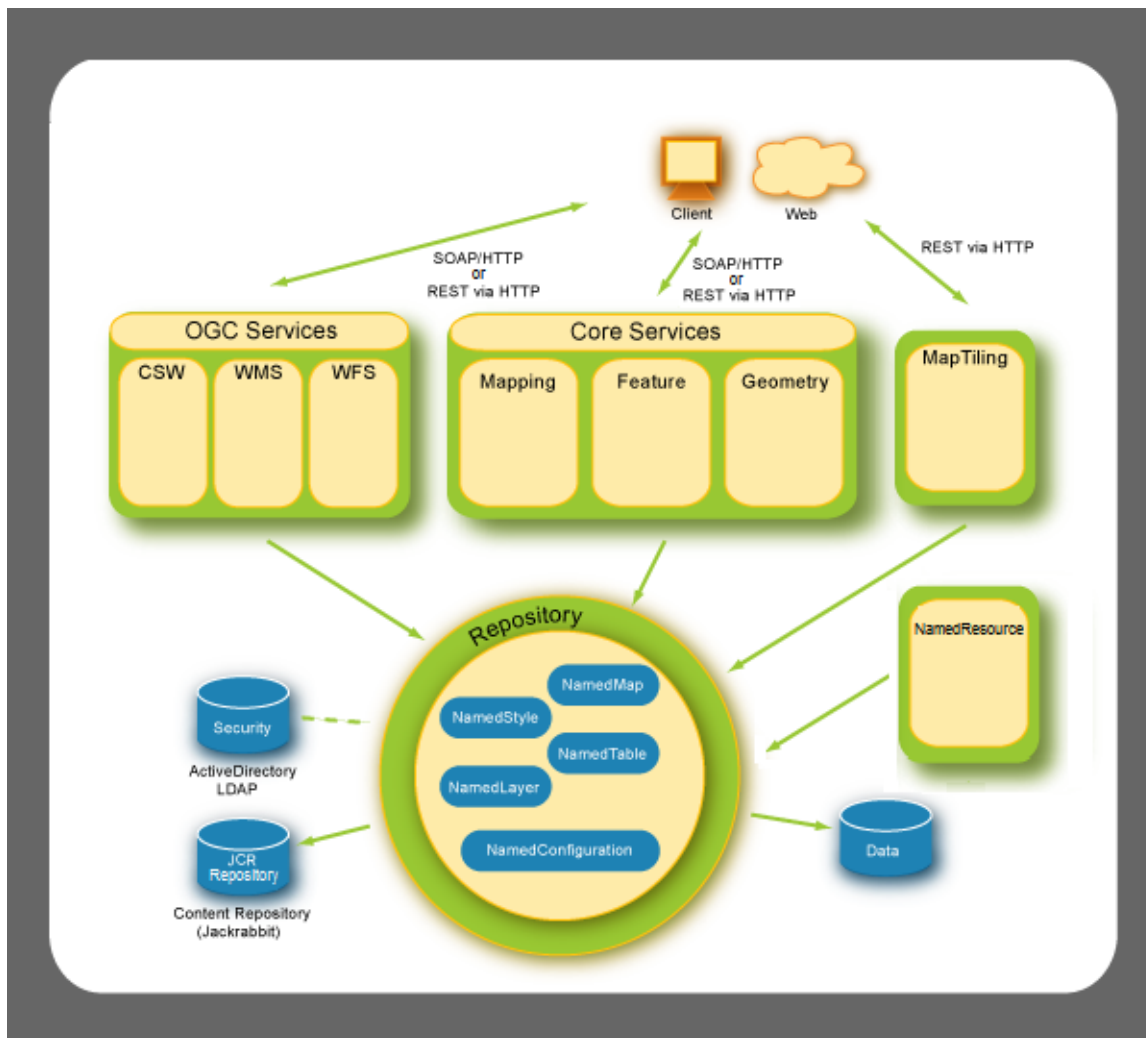 Client
Web
REST via HTTP
SOAP/HTTP
or
REST via HTTP
SOAP/HTTP
or
REST via HTTP
OGC Services
CSW
WMS
WFS
Core Services
Mapping
Feature
Geometry
MapTiling
Repository
NamedMap
NamedStyle
NamedTable
NamedLayer
NamedConfiguration
NamedResource
Security
ActiveDirectory
LDAP
JCR
Repository
Content Repository
(Jackrabbit)
Data